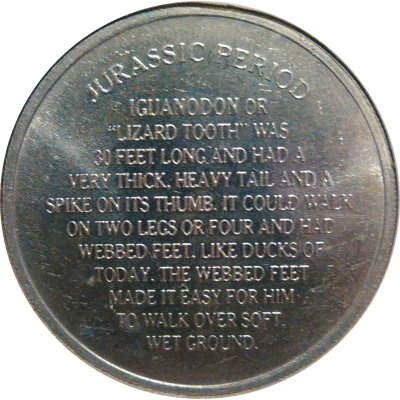 JURASSIC PERIOD
IGUANODON OR
"LIZARD TOOTH" WAS
30 FEET LONG AND HAD A
VERY THICK, HEAVY TAIL AND A
SPIKE ON ITS THUMB. IT COULD WALK
ON TWO LEGS OR FOUR AND HAD
WEBBED FEET, LIKE DUCKS OF
TODAY. THE WEBBED FEET
MADE IT EASY FOR HIM
TO WALK OVER SOFT,
WET GROUND.